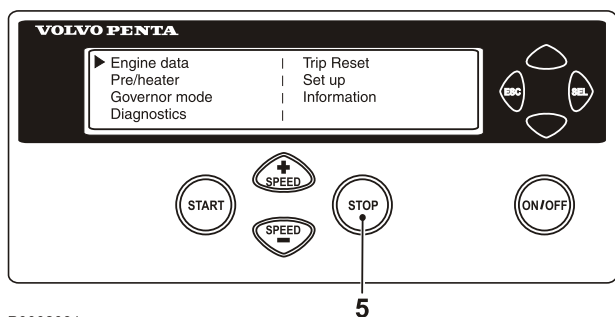 VOLVO PENTA
Engine data | Trip Reset
Pre/heater | Set up
Governor mode | Information
Diagnostics |
ESC SEL
+
SPEED
START STOP ON/OFF
SPEED
–
5